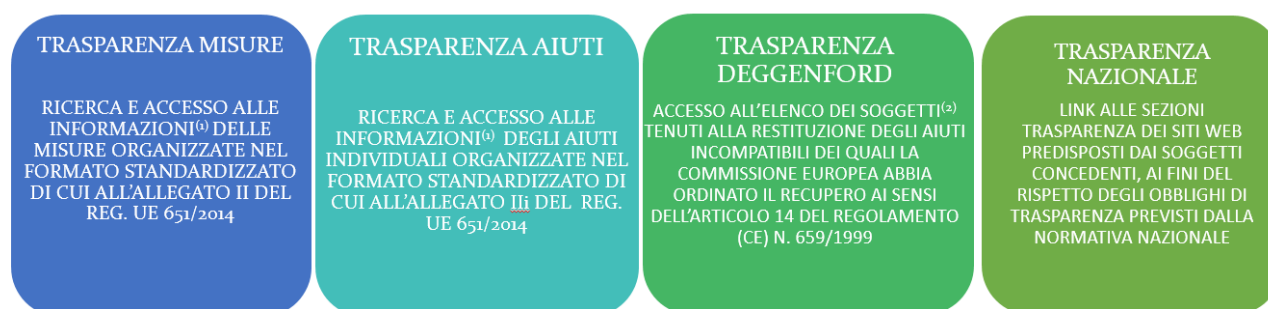 TRASPARENZA MISURE
RICERCA E ACCESSO ALLE
INFORMAZIONI⁽¹⁾ DELLE
MISURE ORGANIZZATE NEL
FORMATO STANDARDIZZATO
DI CUI ALL'ALLEGATO II DEL
REG. UE 651/2014
TRASPARENZA AIUTI
RICERCA E ACCESSO ALLE
INFORMAZIONI⁽¹⁾ DEGLI AIUTI
INDIVIDUALI ORGANIZZATE NEL
FORMATO STANDARDIZZATO DI
CUI ALL'ALLEGATO IIi DEL REG.
UE 651/2014
TRASPARENZA
DEGGENFORD
ACCESSO ALL'ELENCO DEI SOGGETTI⁽²⁾
TENUTI ALLA RESTITUZIONE DEGLI AIUTI
INCOMPATIBILI DEI QUALI LA
COMMISSIONE EUROPEA ABBIA
ORDINATO IL RECUPERO AI SENSI
DELL'ARTICOLO 14 DEL REGOLAMENTO
(CE) N. 659/1999
TRASPARENZA
NAZIONALE
LINK ALLE SEZIONI
TRASPARENZA DEI SITI WEB
PREDISPOSTI DAI SOGGETTI
CONCEDENTI, AI FINI DEL
RISPETTO DEGLI OBBLIGHI DI
TRASPARENZA PREVISTI DALLA
NORMATIVA NAZIONALE